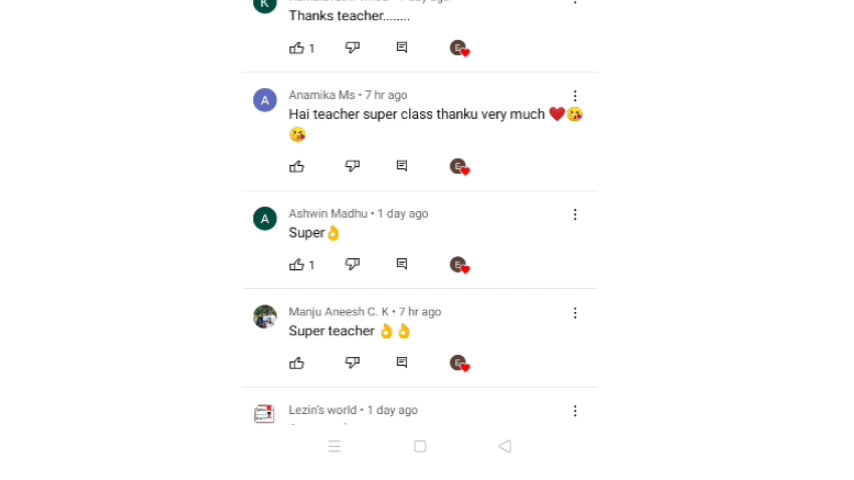 K
Thanks teacher........
1
E
A
Anamika Ms • 7 hr ago
Hai teacher super class thanku very much ❤️😘
😘
E
A
Ashwin Madhu • 1 day ago
Super👌
1
E
Manju Aneesh C. K • 7 hr ago
Super teacher 👌👌
E
Lezin's world • 1 day ago